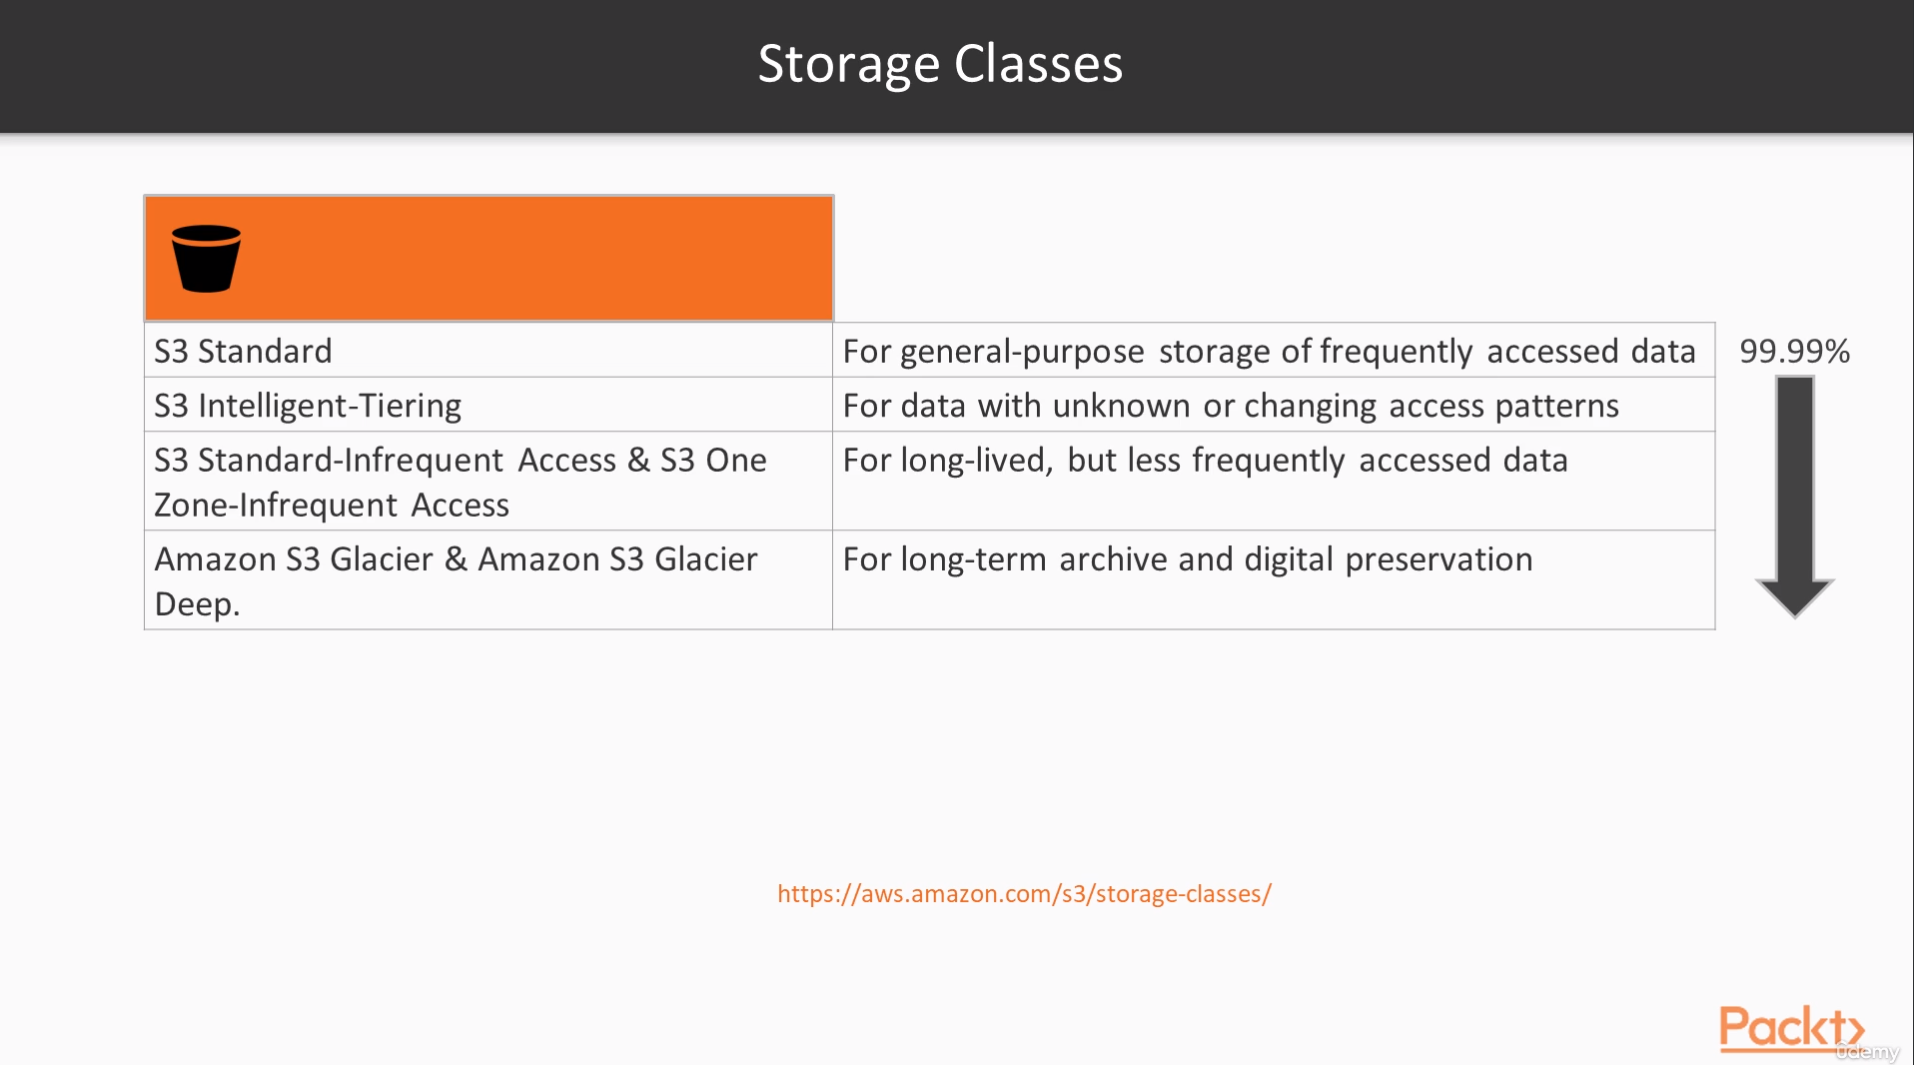 Storage Classes
S3 Standard
For general-purpose storage of frequently accessed data
99.99%
S3 Intelligent-Tiering
For data with unknown or changing access patterns
S3 Standard-Infrequent Access & S3 One
Zone-Infrequent Access
For long-lived, but less frequently accessed data
Amazon S3 Glacier & Amazon S3 Glacier
Deep.
For long-term archive and digital preservation
https://aws.amazon.com/s3/storage-classes/
Packt>
ûdemy